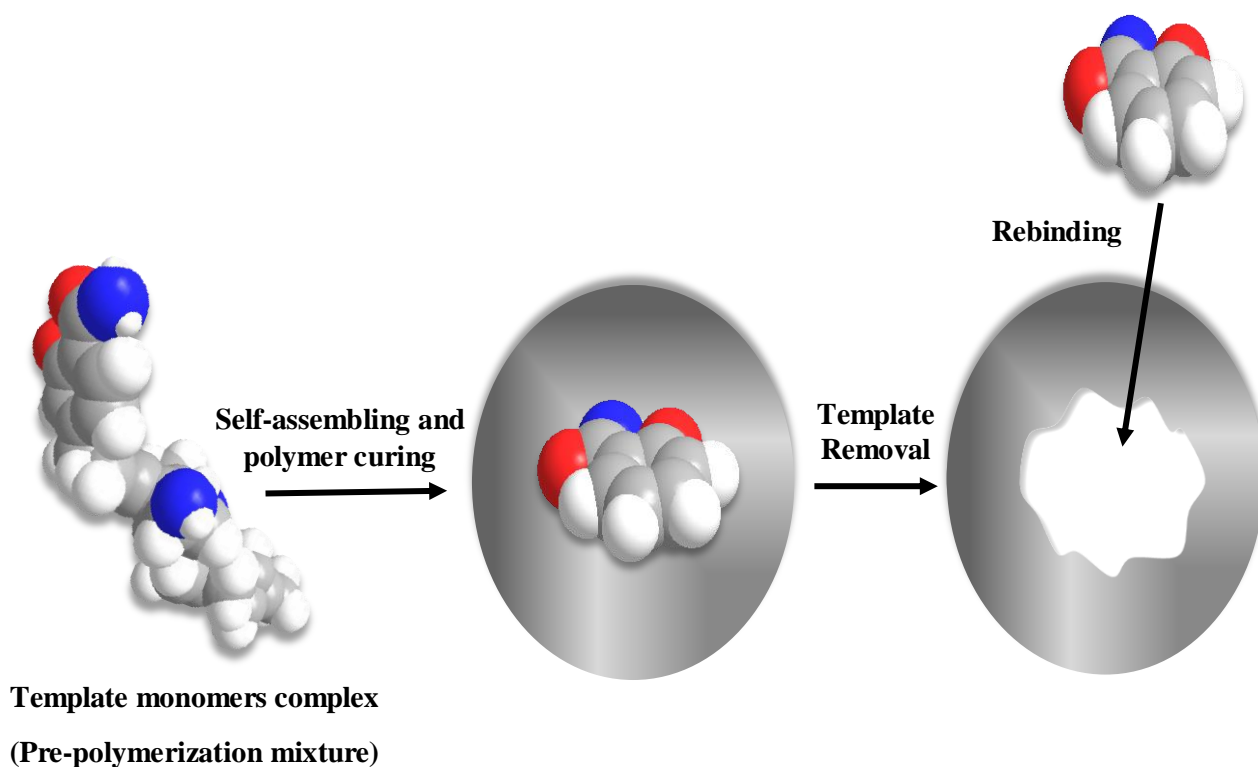 Rebinding
Self-assembling and
polymer curing
Template
Removal
Template monomers complex
(Pre-polymerization mixture)